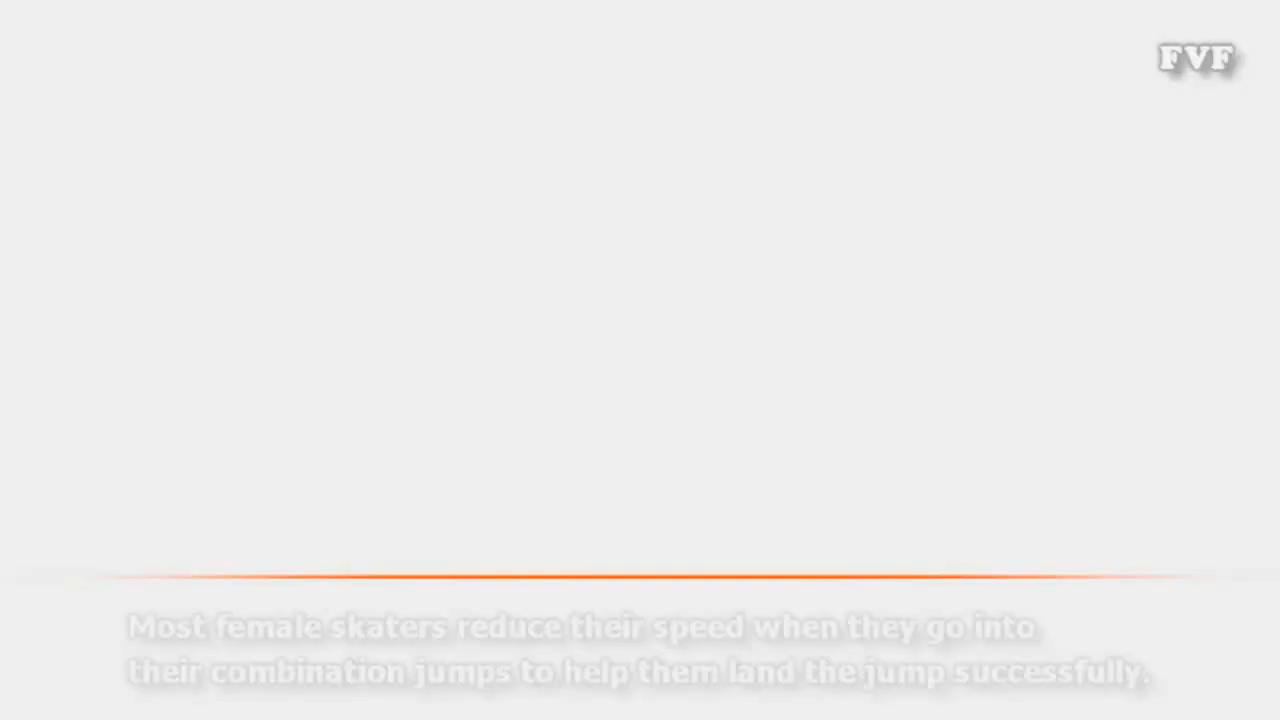 FVF
Most female skaters reduce their speed when they go into
their combination jumps to help them land the jump successfully.